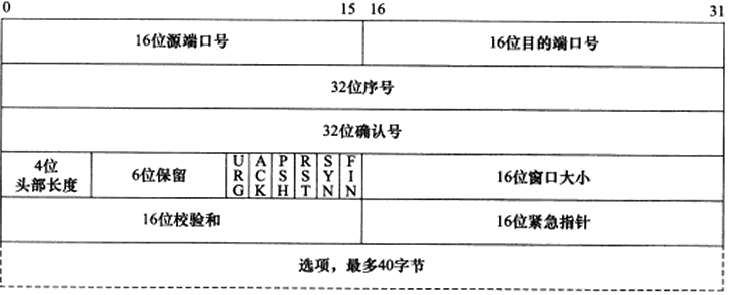 0 15 16 31
16位源端口号 16位目的端口号
32位序号
32位确认号
4位
头部长度
6位保留
URG
ACK
PSH
RST
SYN
FIN
16位窗口大小
16位校验和 16位紧急指针
选项，最多40字节